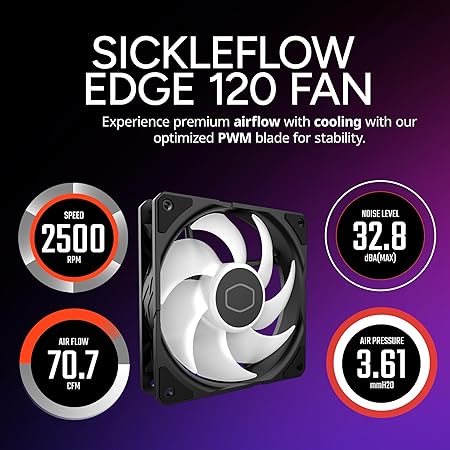 SICKLEFLOW
EDGE 120 FAN
Experience premium airflow with cooling with our
optimized PWM blade for stability.
SPEED
2500
RPM
NOISE LEVEL
32.8
dBA(MAX)
AIR FLOW
70.7
CFM
AIR PRESSURE
3.61
mmH2O